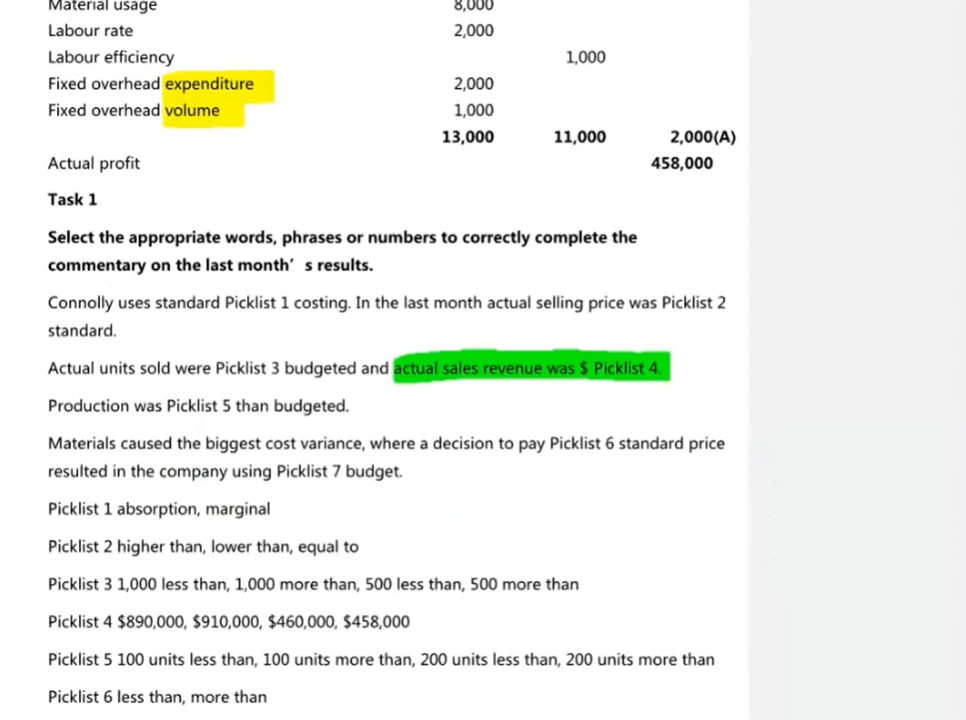 Material usage 8,000
Labour rate 2,000
Labour efficiency 1,000
Fixed overhead expenditure 2,000
Fixed overhead volume 1,000
13,000 11,000 2,000(A)
Actual profit 458,000
Task 1
Select the appropriate words, phrases or numbers to correctly complete the
commentary on the last month’ s results.
Connolly uses standard Picklist 1 costing. In the last month actual selling price was Picklist 2
standard.
Actual units sold were Picklist 3 budgeted and actual sales revenue was $ Picklist 4.
Production was Picklist 5 than budgeted.
Materials caused the biggest cost variance, where a decision to pay Picklist 6 standard price
resulted in the company using Picklist 7 budget.
Picklist 1 absorption, marginal
Picklist 2 higher than, lower than, equal to
Picklist 3 1,000 less than, 1,000 more than, 500 less than, 500 more than
Picklist 4 $890,000, $910,000, $460,000, $458,000
Picklist 5 100 units less than, 100 units more than, 200 units less than, 200 units more than
Picklist 6 less than, more than